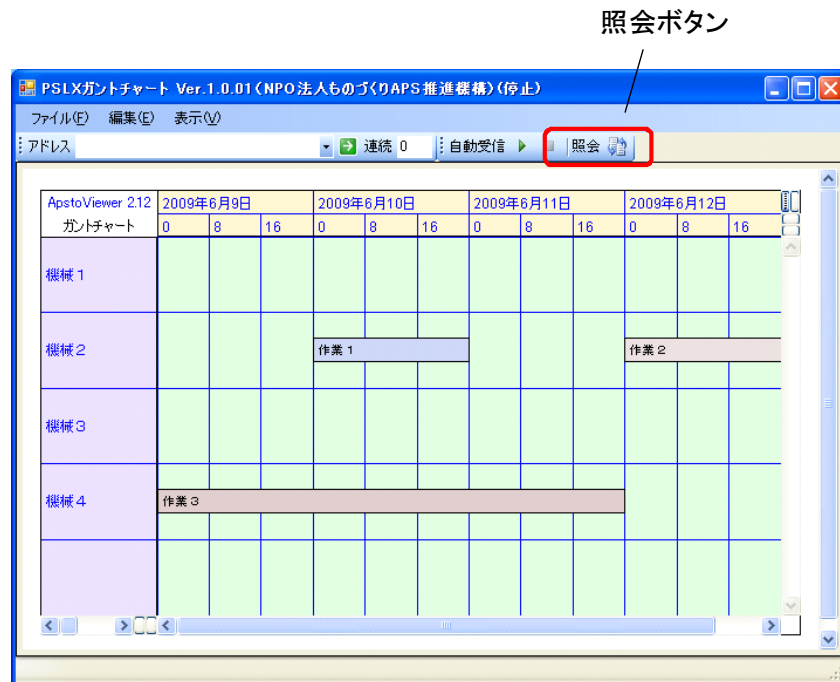 照会ボタン
PSLXガントチャート Ver.1.0.01(NPO法人ものづくりAPS推進機構)(停止)
ファイル(F) 編集(E) 表示(V)
アドレス 連続 0 自動受信 照会
ApstoViewer 2.12 2009年6月9日 2009年6月10日 2009年6月11日 2009年6月12日
ガントチャート 0 8 16 0 8 16 0 8 16 0 8 16
機械1
機械2 作業1 作業2
機械3
機械4 作業3